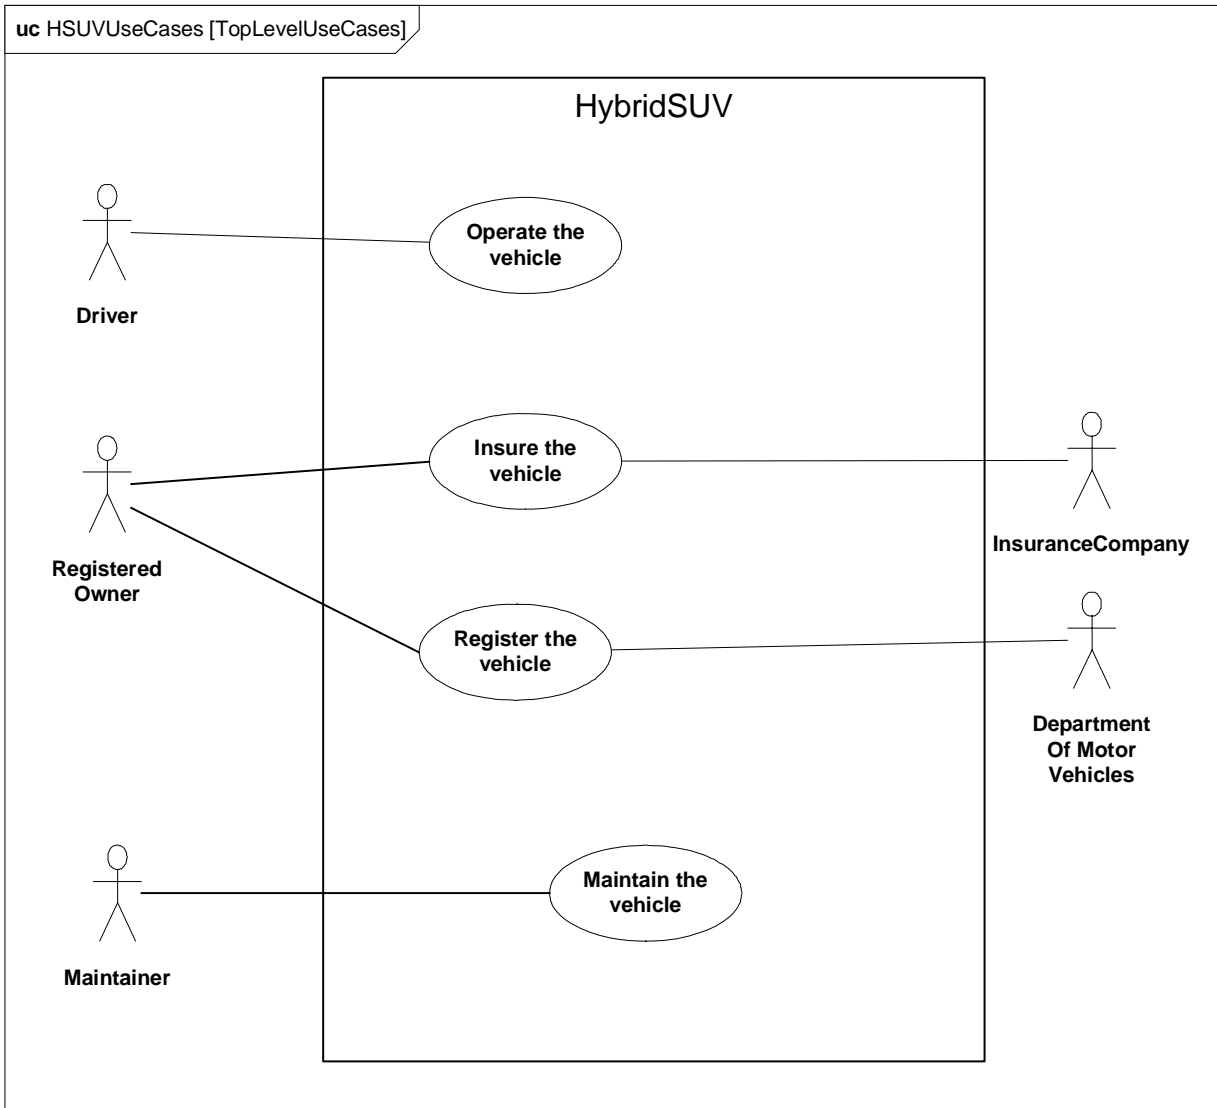 uc HSUVUseCases [TopLevelUseCases]
HybridSUV
Operate the
vehicle
Driver
Insure the
vehicle
InsuranceCompany
Registered
Owner
Register the
vehicle
Department
Of Motor
Vehicles
Maintain the
vehicle
Maintainer